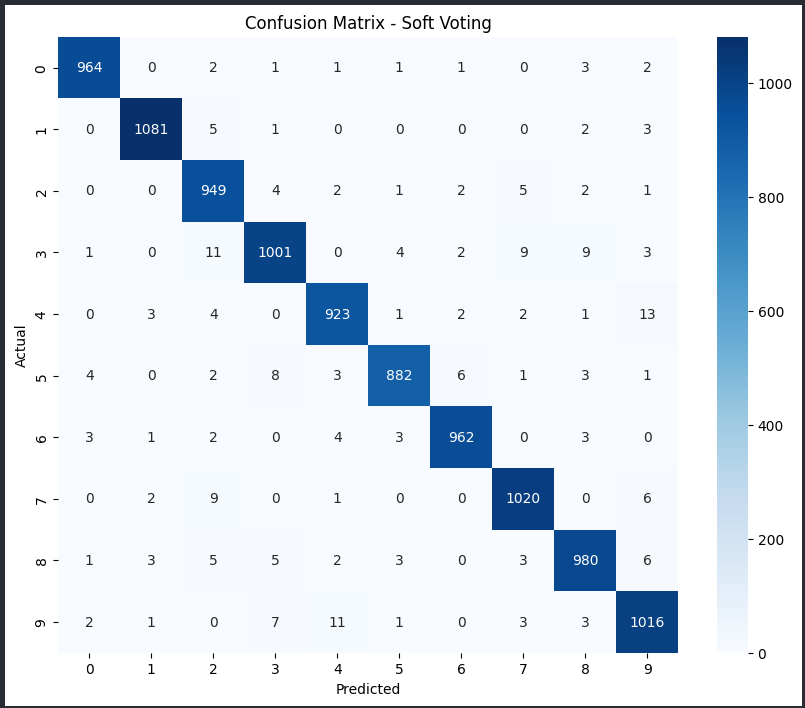 Confusion Matrix - Soft Voting
0 964 0 2 1 1 1 1 0 3 2
1 0 1081 5 1 0 0 0 0 2 3
2 0 0 949 4 2 1 2 5 2 1
3 1 0 11 1001 0 4 2 9 9 3
4 0 3 4 0 923 1 2 2 1 13
5 4 0 2 8 3 882 6 1 3 1
6 3 1 2 0 4 3 962 0 3 0
7 0 2 9 0 1 0 0 1020 0 6
8 1 3 5 5 2 3 0 3 980 6
9 2 1 0 7 11 1 0 3 3 1016
0 1 2 3 4 5 6 7 8 9
Predicted
Actual
1000
800
600
400
200
0